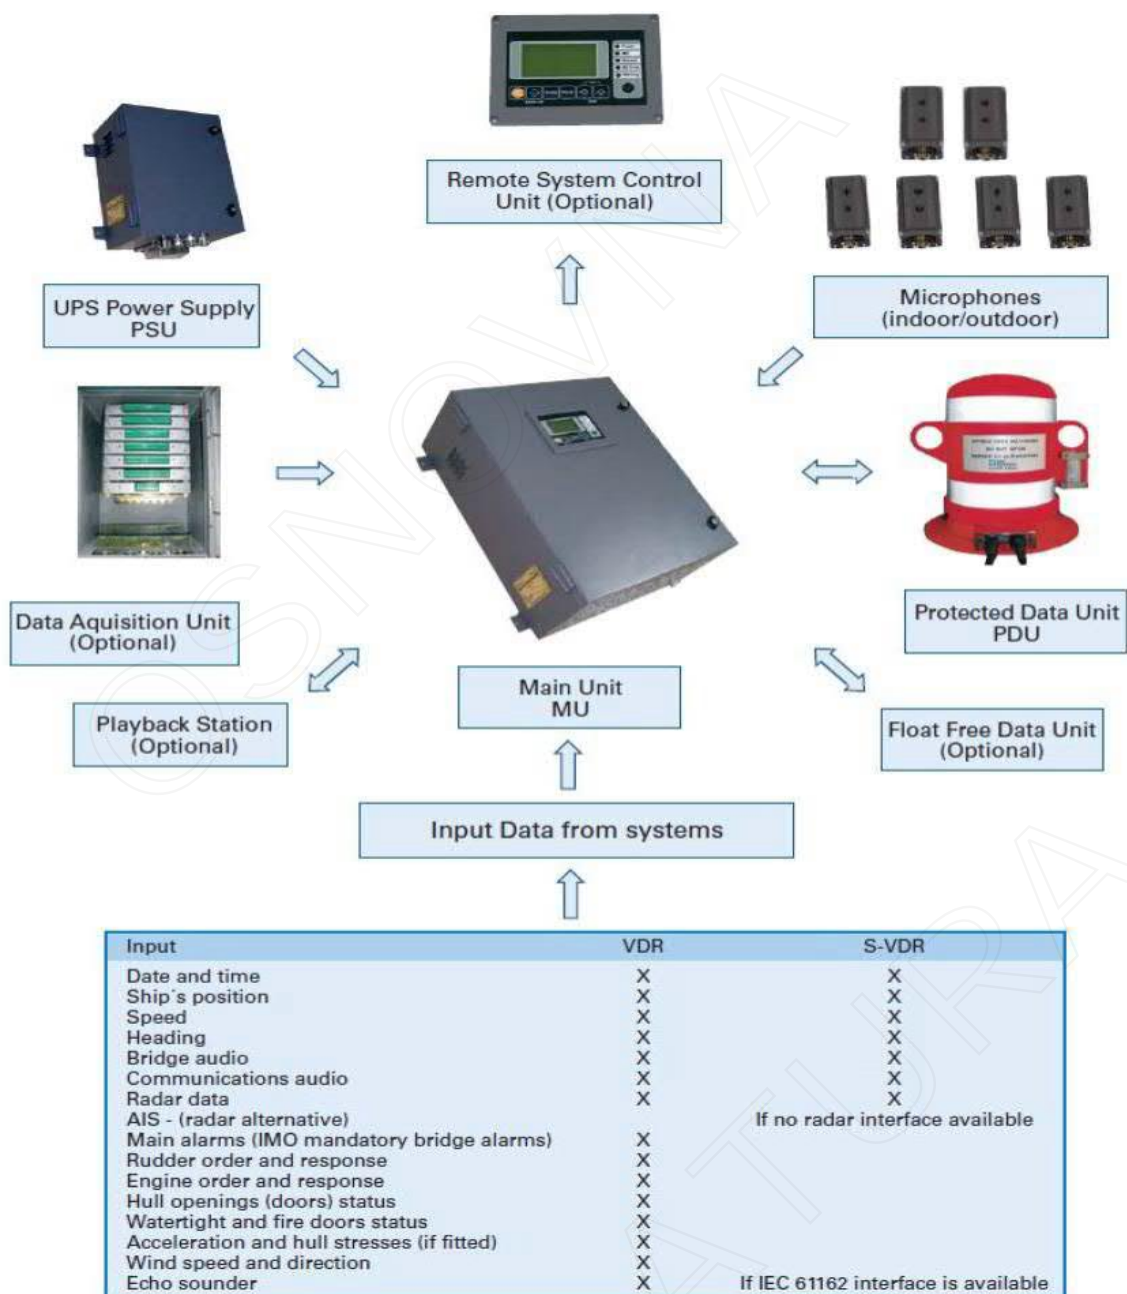 Remote System Control
Unit (Optional)
UPS Power Supply
PSU
Microphones
(indoor/outdoor)
Data Aquisition Unit
(Optional)
Protected Data Unit
PDU
Main Unit
MU
Playback Station
(Optional)
Float Free Data Unit
(Optional)
Input Data from systems
Input VDR S-VDR
Date and time X X
Ship´s position X X
Speed X X
Heading X X
Bridge audio X X
Communications audio X X
Radar data X X
AIS - (radar alternative) If no radar interface available
Main alarms (IMO mandatory bridge alarms) X
Rudder order and response X
Engine order and response X
Hull openings (doors) status X
Watertight and fire doors status X
Acceleration and hull stresses (if fitted) X
Wind speed and direction X
Echo sounder X If IEC 61162 interface is available
OSNOVNA